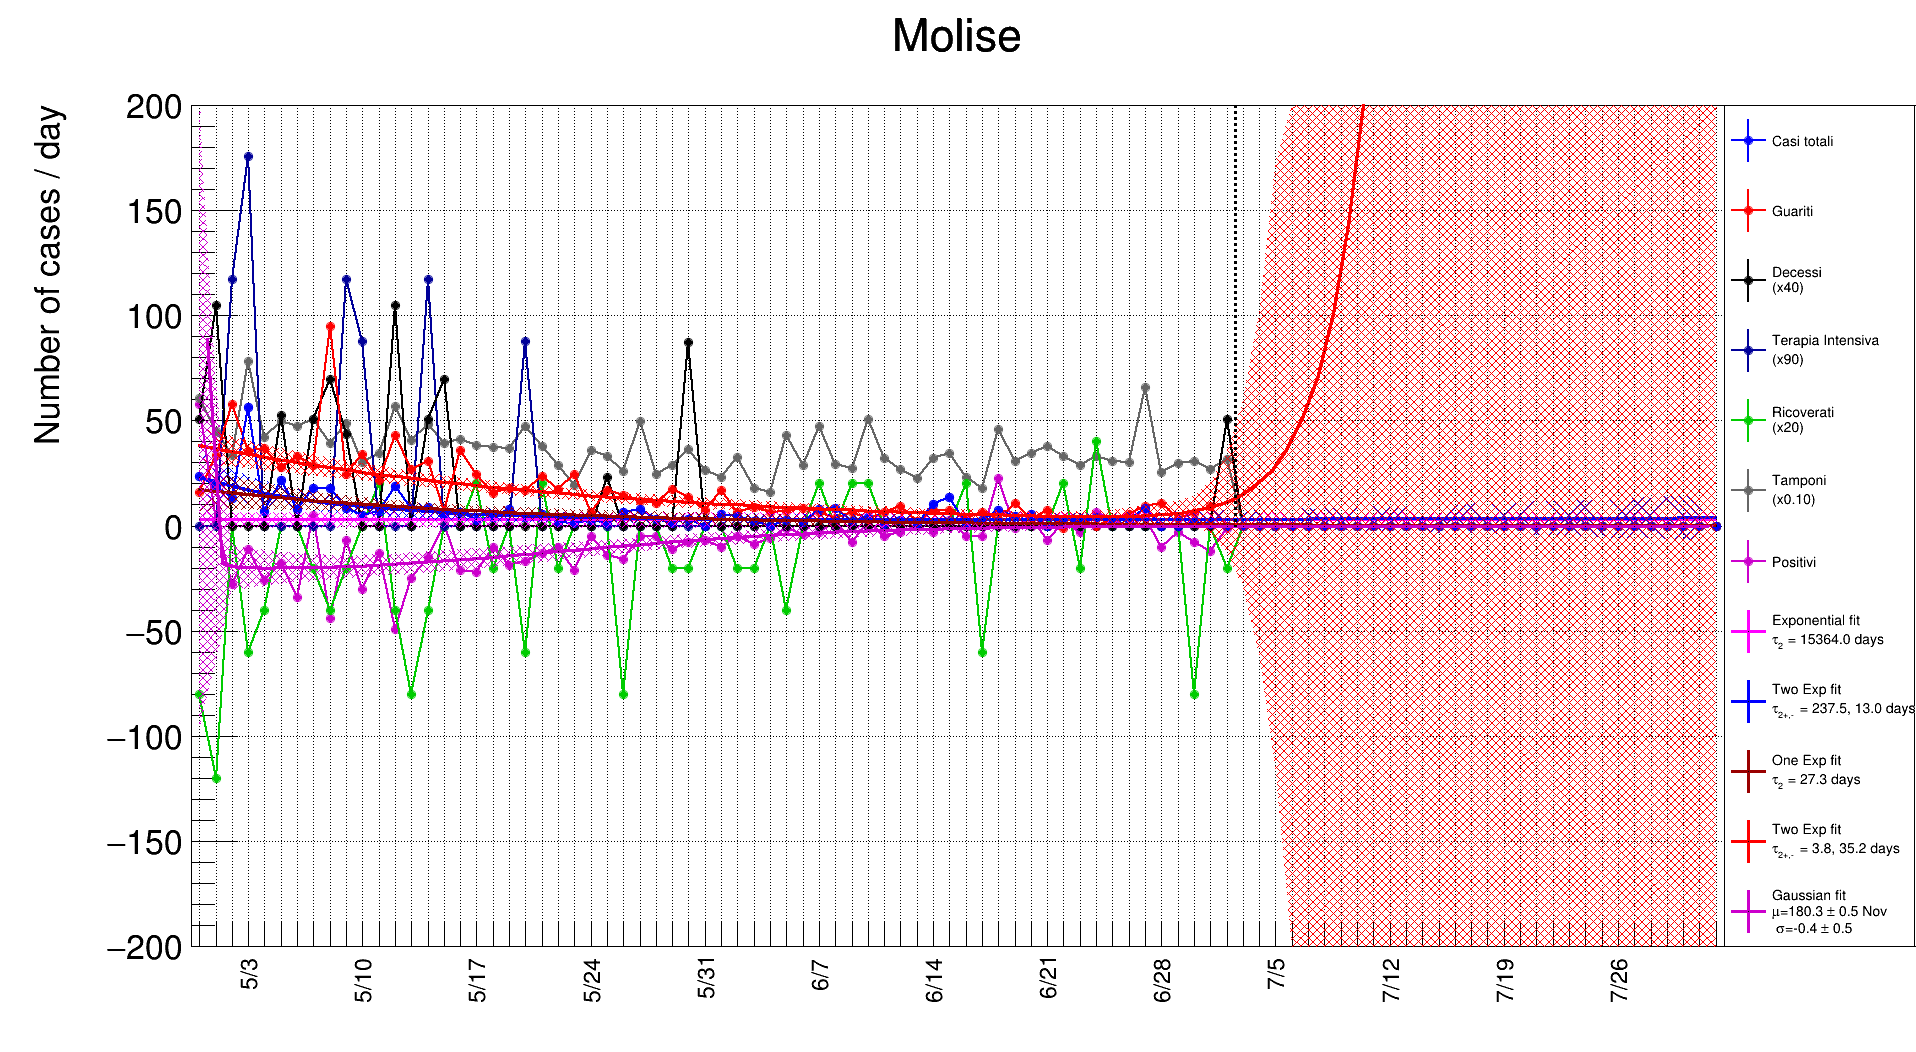 Molise
Number of cases / day
200
150
100
50
0
−50
−100
−150
−200
5/3
5/10
5/17
5/24
5/31
6/7
6/14
6/21
6/28
7/5
7/12
7/19
7/26
Casi totali
Guariti
Decessi
(x40)
Terapia Intensiva
(x90)
Ricoverati
(x20)
Tamponi
(x0.10)
Positivi
Exponential fit
τ2 = 15364.0 days
Two Exp fit
τ2+,- = 237.5, 13.0 days
One Exp fit
τ2 = 27.3 days
Two Exp fit
τ2+,- = 3.8, 35.2 days
Gaussian fit
μ=180.3 ± 0.5 Nov
σ=-0.4 ± 0.5